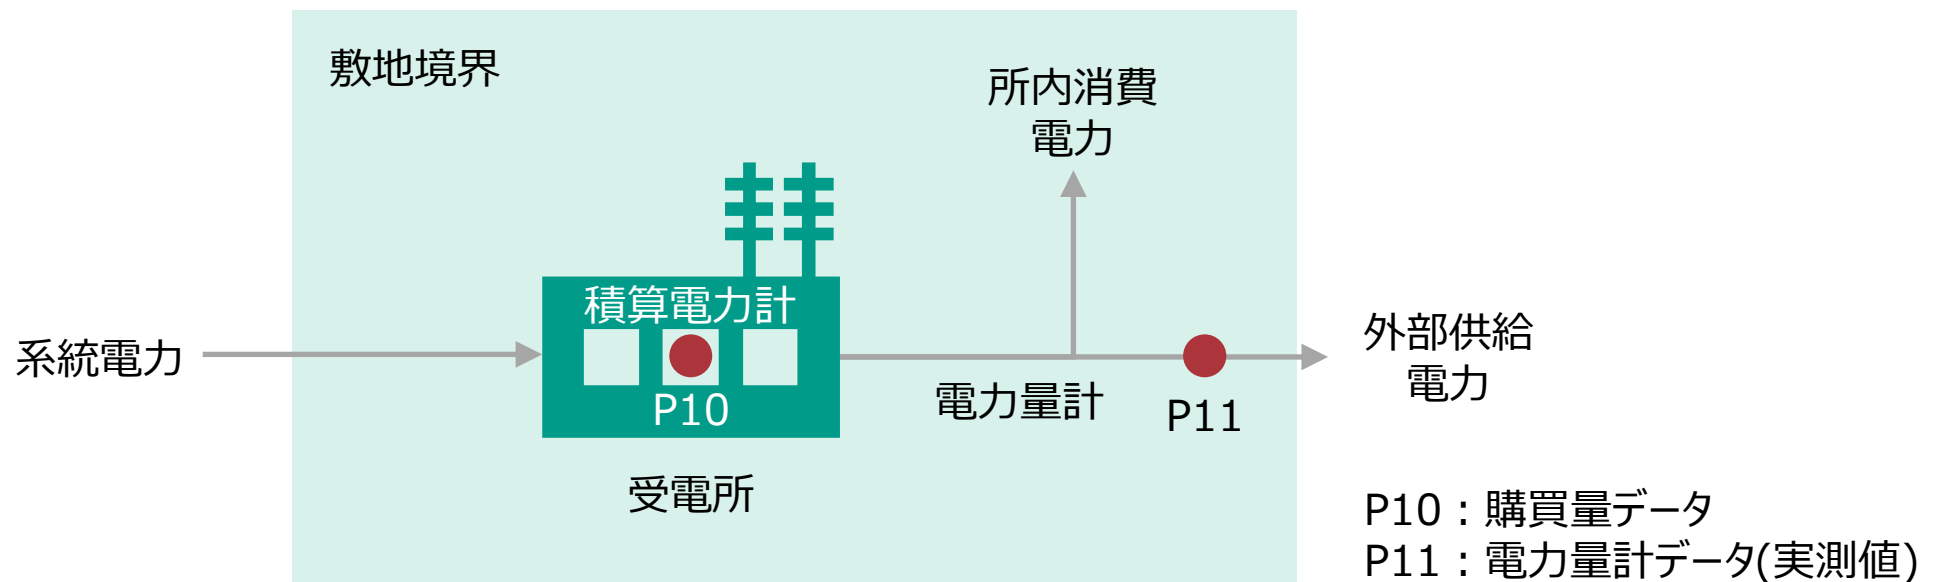 敷地境界
所内消費
電力
積算電力計
系統電力
P10
受電所
電力量計
P11
外部供給
電力
P10：購買量データ
P11：電力量計データ(実測値)